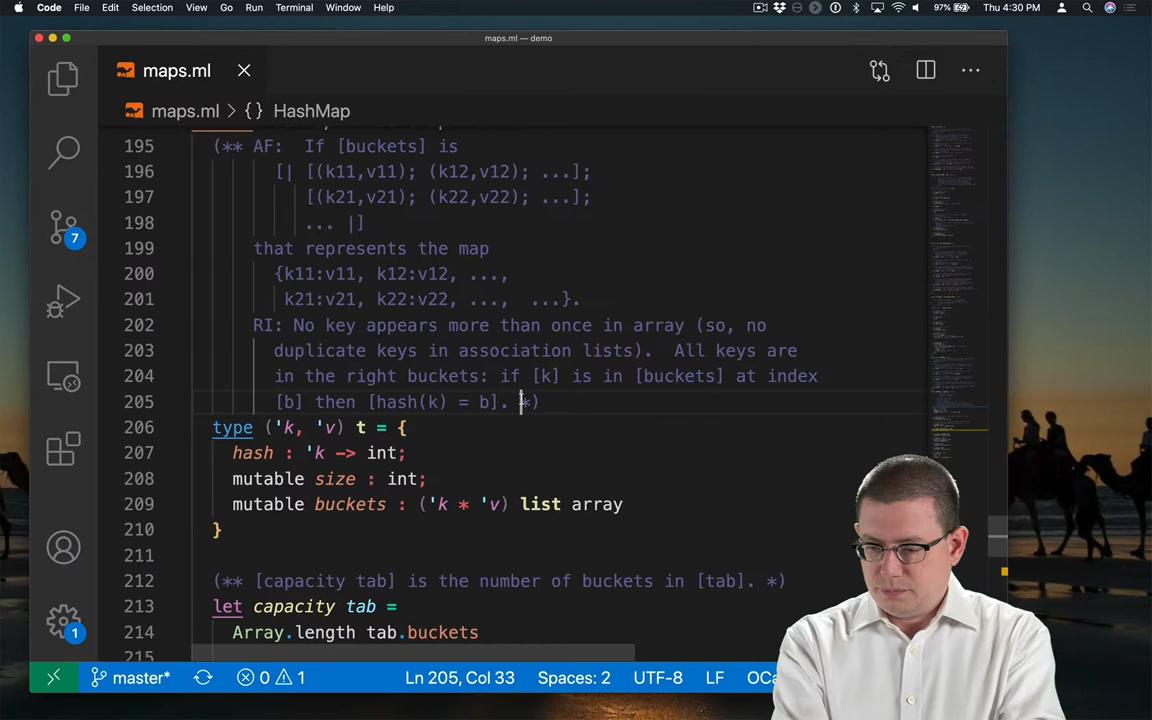 Code File Edit Selection View Go Run Terminal Window Help 97% Thu 4:30 PM
maps.ml — demo
maps.ml
maps.ml > {} HashMap
195 (** AF: If [buckets] is
196 [| [(k11,v11); (k12,v12); ...];
197 [(k21,v21); (k22,v22); ...];
198 ... |]
199 that represents the map
200 {k11:v11, k12:v12, ...,
201 k21:v21, k22:v22, ..., ...}.
202 RI: No key appears more than once in array (so, no
203 duplicate keys in association lists). All keys are
204 in the right buckets: if [k] is in [buckets] at index
205 [b] then [hash(k) = b]. *)
206 type ('k, 'v) t = {
207 hash : 'k -> int;
208 mutable size : int;
209 mutable buckets : ('k * 'v) list array
210 }
211
212 (** [capacity tab] is the number of buckets in [tab]. *)
213 let capacity tab =
214 Array.length tab.buckets
215
7
1
master* 0 1 Ln 205, Col 33 Spaces: 2 UTF-8 LF